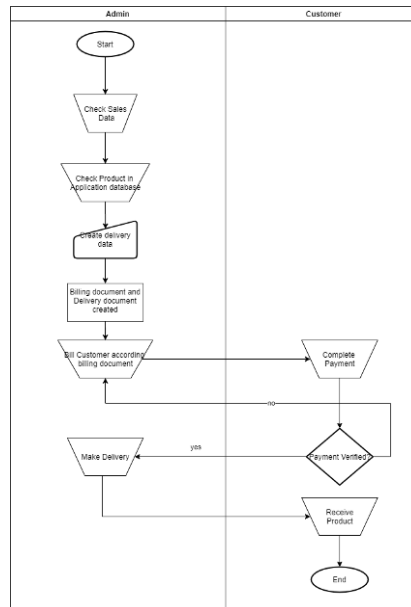 Admin
Customer
Start
Check Sales
Data
Check Product in
Application database
Create delivery
data
Billing document and
Delivery document
created
Bill Customer according
billing document
Complete
Payment
no
Payment Verified?
yes
Make Delivery
Receive
Product
End